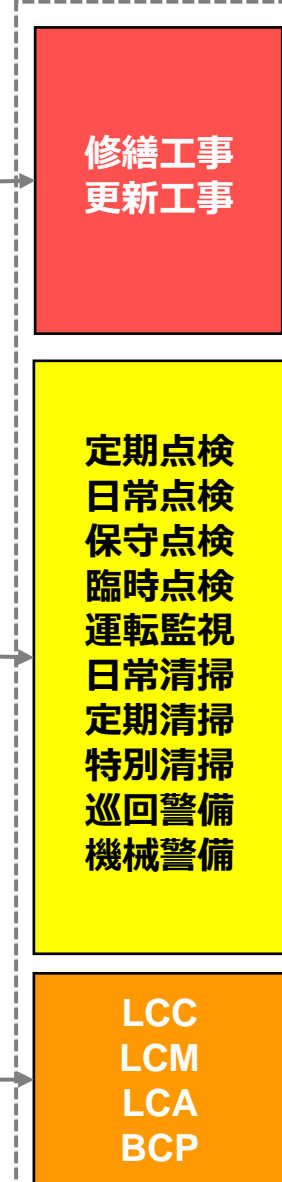 修繕工事
更新工事
定期点検
日常点検
保守点検
臨時点検
運転監視
日常清掃
定期清掃
特別清掃
巡回警備
機械警備
LCC
LCM
LCA
BCP